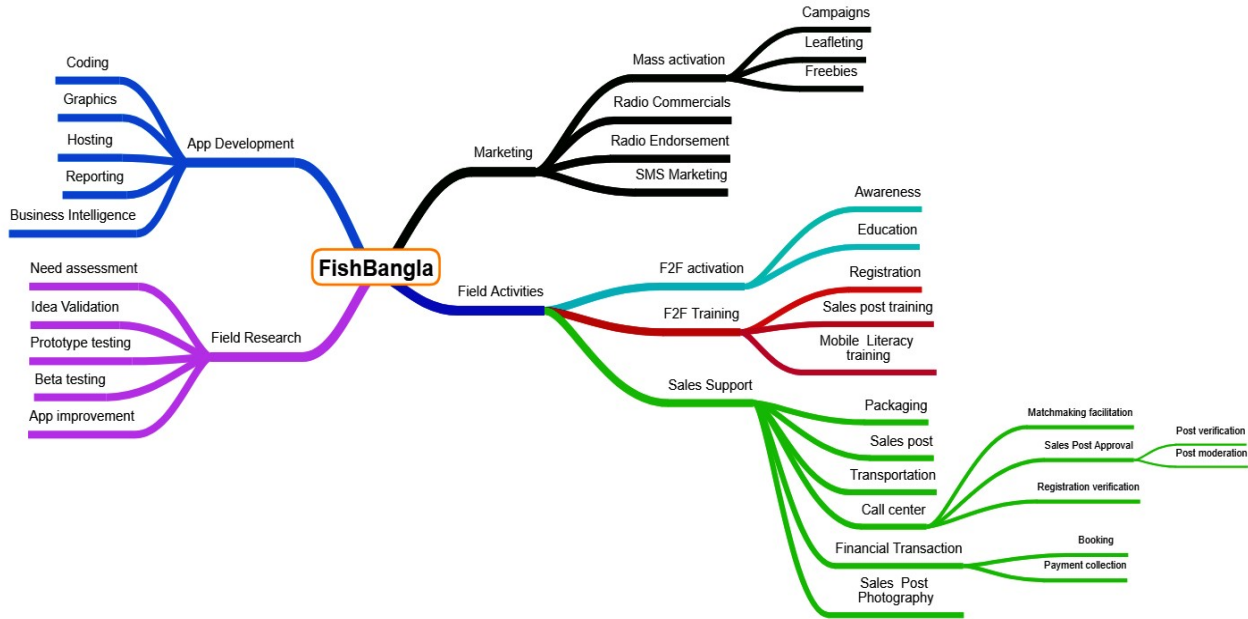 FishBangla
App Development
Coding
Graphics
Hosting
Reporting
Business Intelligence
Field Research
Need assessment
Idea Validation
Prototype testing
Beta testing
App improvement
Marketing
Mass activation
Campaigns
Leafleting
Freebies
Radio Commercials
Radio Endorsement
SMS Marketing
Field Activities
F2F activation
Awareness
Education
F2F Training
Registration
Sales post training
Mobile Literacy
training
Sales Support
Packaging
Sales post
Transportation
Call center
Matchmaking facilitation
Sales Post Approval
Post verification
Post moderation
Registration verification
Financial Transaction
Booking
Payment collection
Sales Post
Photography